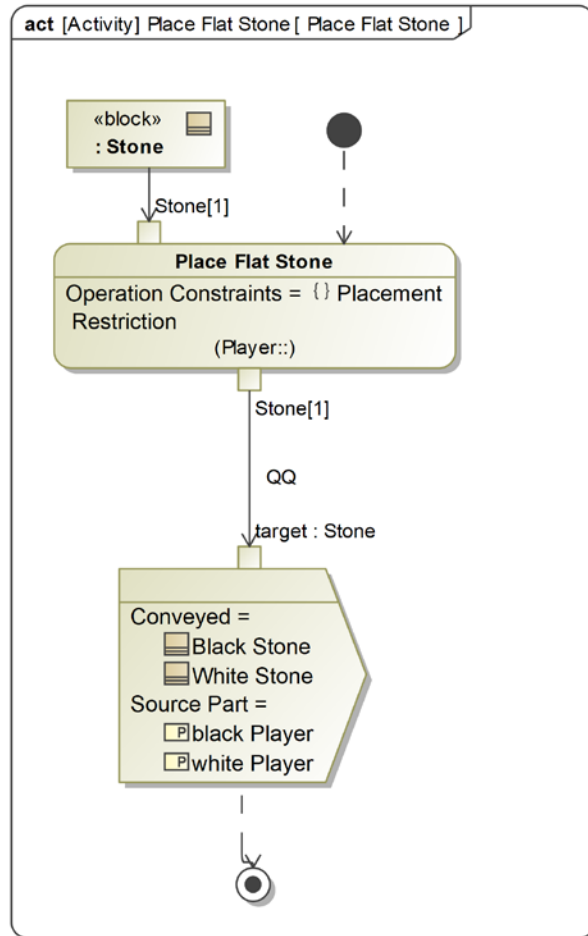 act [Activity] Place Flat Stone [ Place Flat Stone ]
«block»
: Stone
Stone[1]
Place Flat Stone
Operation Constraints = {} Placement
Restriction
(Player::)
Stone[1]
QQ
target : Stone
Conveyed =
Black Stone
White Stone
Source Part =
P black Player
P white Player